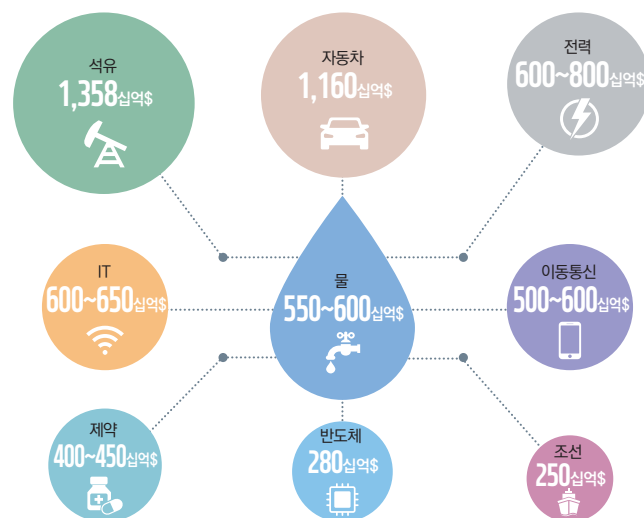 석유
1,358십억$
자동차
1,160십억$
전력
600~800십억$
IT
600~650십억$
물
550~600십억$
이동통신
500~600십억$
제약
400~450십억$
반도체
280십억$
조선
250십억$